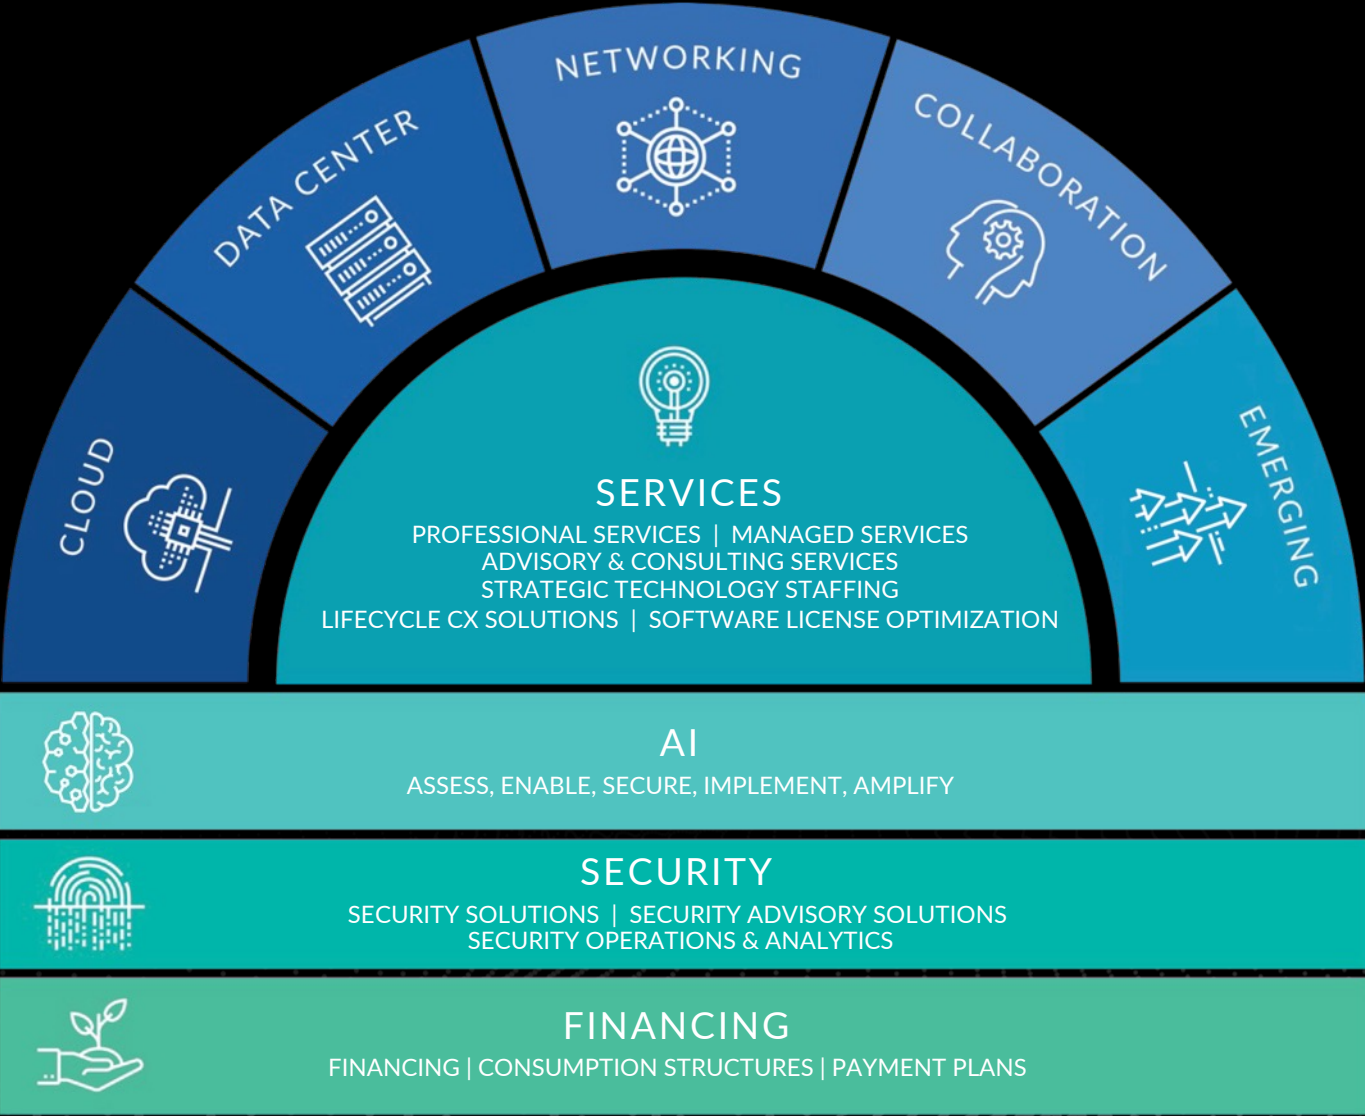 CLOUD
DATA CENTER
NETWORKING
COLLABORATION
EMERGING
SERVICES
PROFESSIONAL SERVICES | MANAGED SERVICES
ADVISORY & CONSULTING SERVICES
STRATEGIC TECHNOLOGY STAFFING
LIFECYCLE CX SOLUTIONS | SOFTWARE LICENSE OPTIMIZATION
AI
ASSESS, ENABLE, SECURE, IMPLEMENT, AMPLIFY
SECURITY
SECURITY SOLUTIONS | SECURITY ADVISORY SOLUTIONS
SECURITY OPERATIONS & ANALYTICS
FINANCING
FINANCING | CONSUMPTION STRUCTURES | PAYMENT PLANS